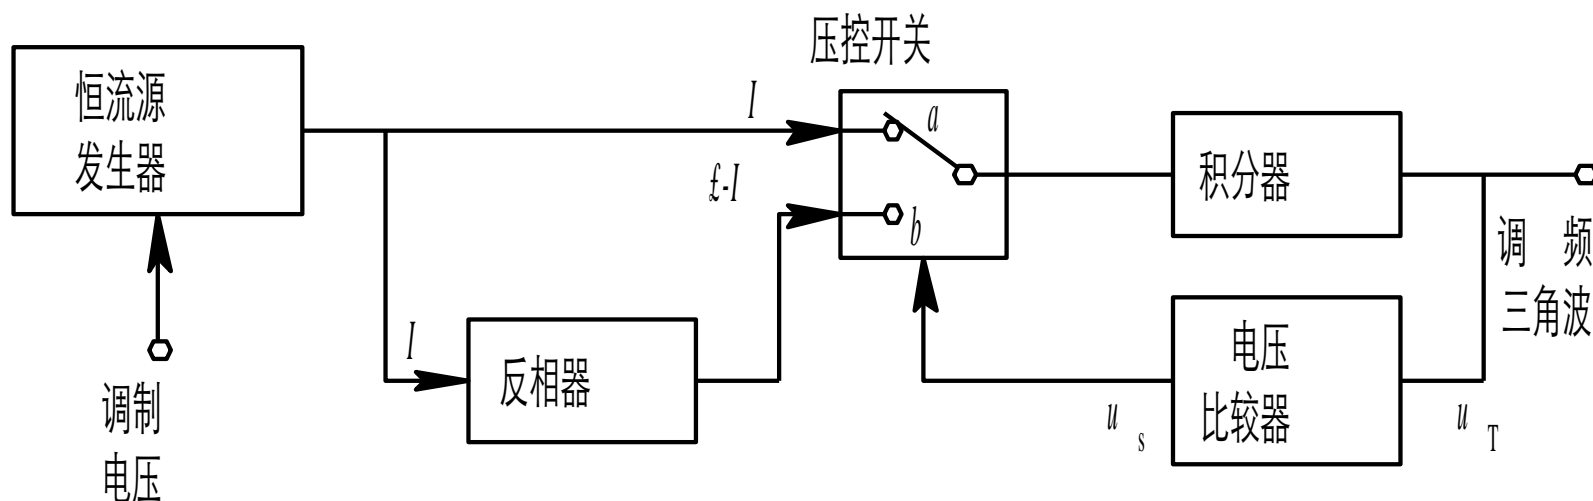 压控开关
恒流源
发生器
I
a
£-I
b
积分器
调 频
三角波
I
反相器
电压
比较器
u s
u T
调制
电压